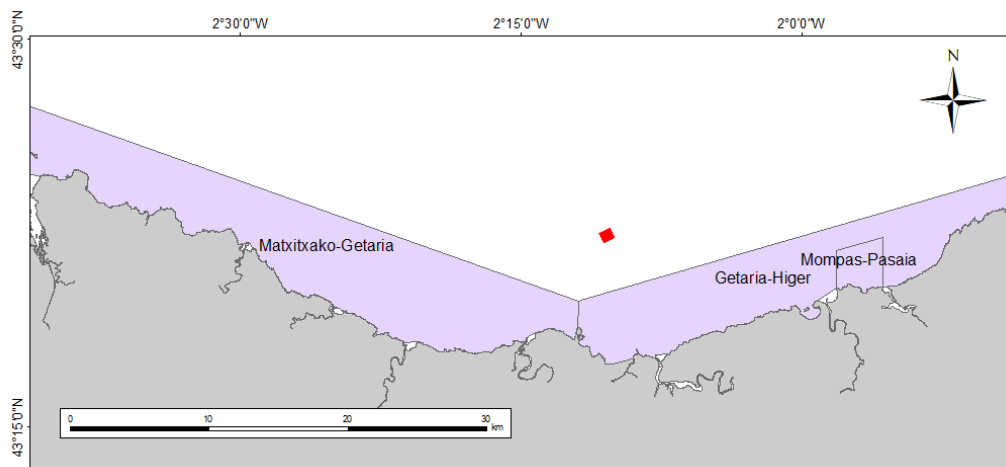 2°30'0"W 2°15'0"W 2°0'0"W
43°30'0"N
N
Matxitxako-Getaria
Mompas-Pasaia
Getaria-Higer
43°15'0"N
0 10 20 30
km